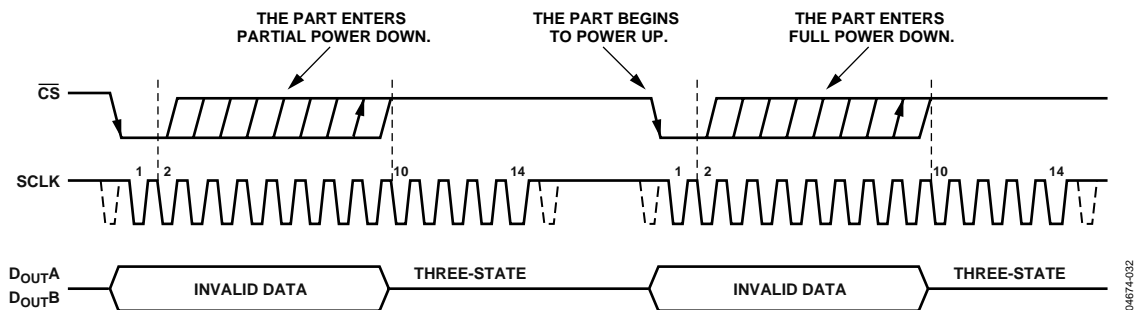 THE PART ENTERS
PARTIAL POWER DOWN.
THE PART BEGINS
TO POWER UP.
THE PART ENTERS
FULL POWER DOWN.
CS
SCLK
1 2 10 14 1 2 10 14
DOUTA
DOUTB
INVALID DATA THREE-STATE INVALID DATA THREE-STATE
04674-032